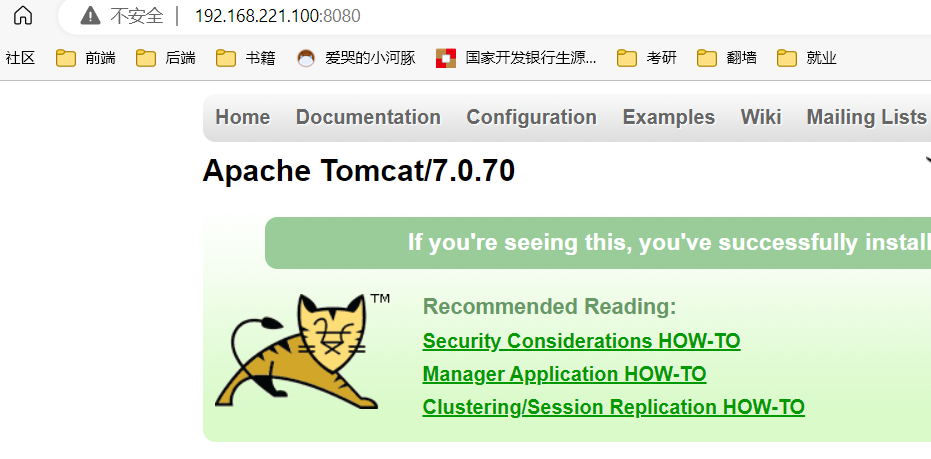 不安全 | 192.168.221.100:8080
社区 前端 后端 书籍 爱哭的小河豚 国家开发银行生源... 考研 翻墙 就业
Home Documentation Configuration Examples Wiki Mailing Lists
Apache Tomcat/7.0.70
If you're seeing this, you've successfully install
TM
Recommended Reading:
Security Considerations HOW-TO
Manager Application HOW-TO
Clustering/Session Replication HOW-TO